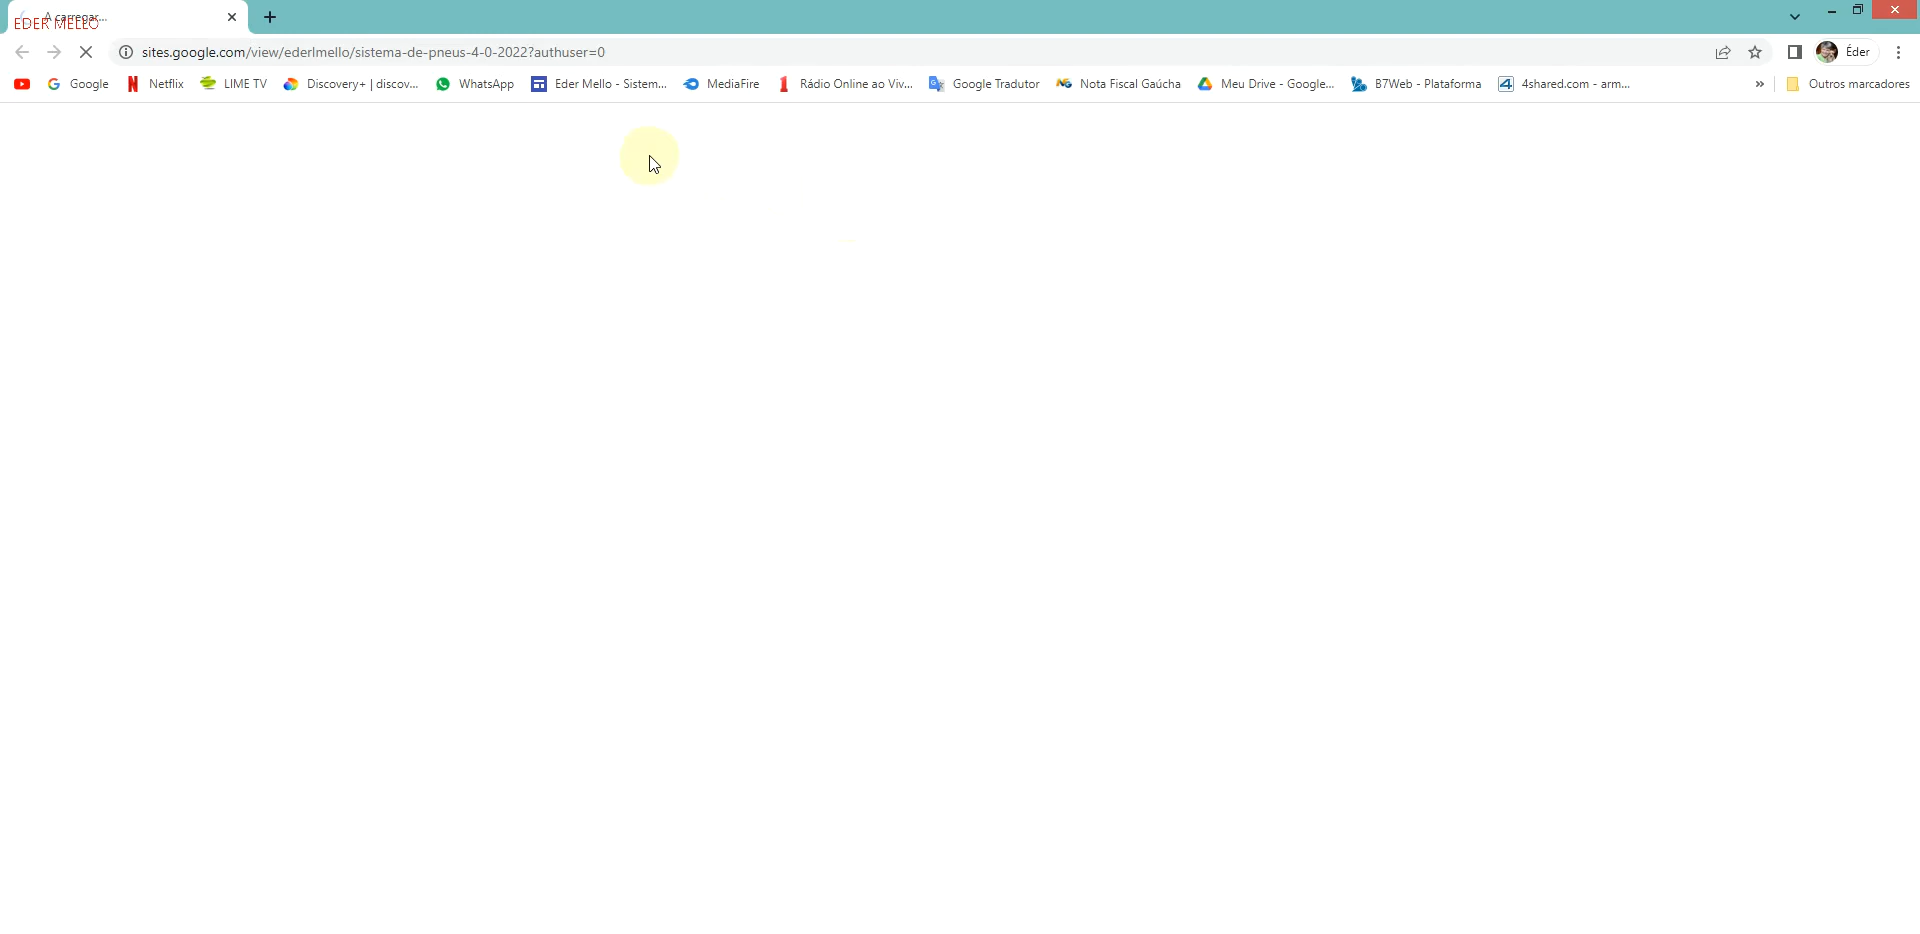 A carregar...
EDER MELLO
sites.google.com/view/ederlmello/sistema-de-pneus-4-0-2022?authuser=0
Éder
Google
Netflix
LIME TV
Discovery+ | discov...
WhatsApp
Eder Mello - Sistem...
MediaFire
Rádio Online ao Viv...
Google Tradutor
Nota Fiscal Gaúcha
Meu Drive - Google...
B7Web - Plataforma
4shared.com - arm...
»
Outros marcadores